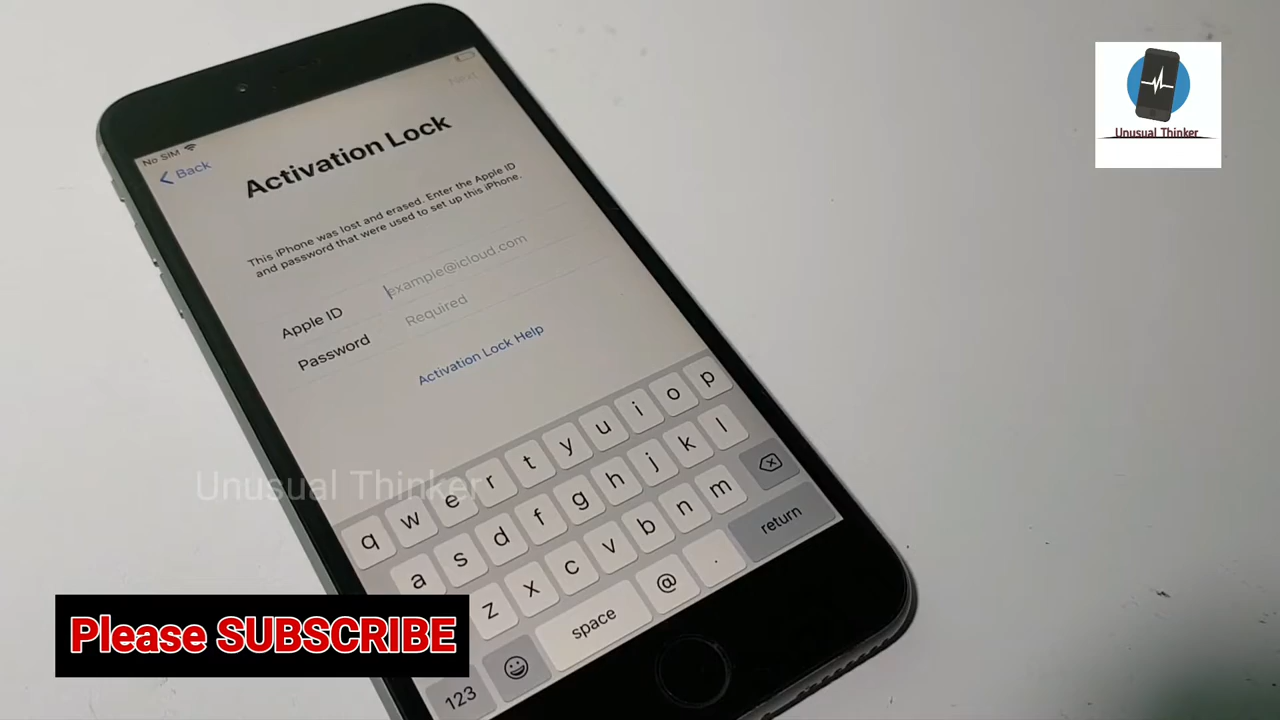 No SIM
Next
Back
Activation Lock
This iPhone was lost and erased. Enter the Apple ID
and password that were used to set up this iPhone.
Apple ID example@icloud.com
Password Required
Activation Lock Help
q w e r t y u i o p
a s d f g h j k l
z x c v b n m
123 space @ . return
Unusual Thinker
Unusual Thinker
Please SUBSCRIBE